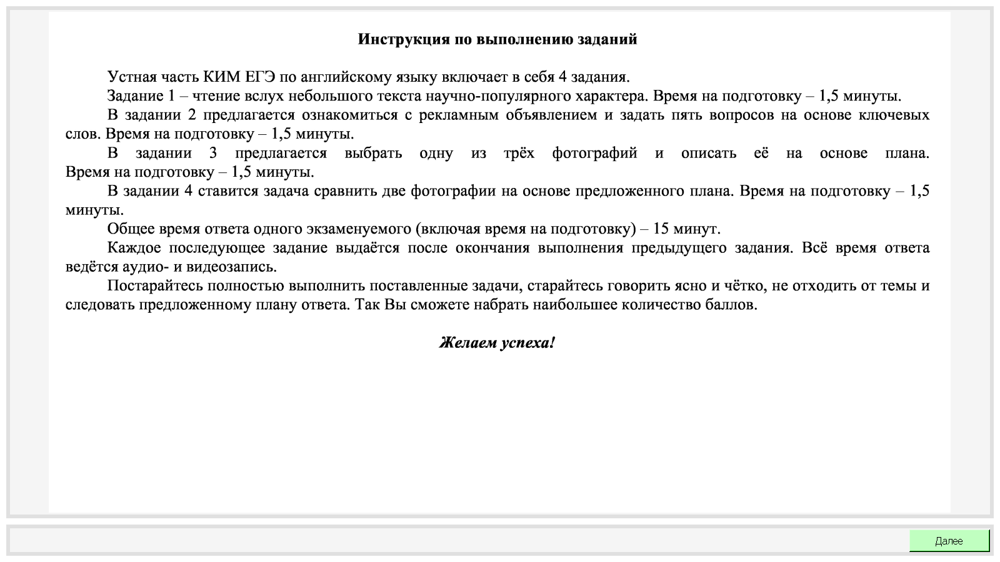 Инструкция по выполнению заданий
Устная часть КИМ ЕГЭ по английскому языку включает в себя 4 задания.
Задание 1 – чтение вслух небольшого текста научно-популярного характера. Время на подготовку – 1,5 минуты.
В задании 2 предлагается ознакомиться с рекламным объявлением и задать пять вопросов на основе ключевых
слов. Время на подготовку – 1,5 минуты.
В задании 3 предлагается выбрать одну из трёх фотографий и описать её на основе плана.
Время на подготовку – 1,5 минуты.
В задании 4 ставится задача сравнить две фотографии на основе предложенного плана. Время на подготовку – 1,5
минуты.
Общее время ответа одного экзаменуемого (включая время на подготовку) – 15 минут.
Каждое последующее задание выдаётся после окончания выполнения предыдущего задания. Всё время ответа
ведётся аудио- и видеозапись.
Постарайтесь полностью выполнить поставленные задачи, старайтесь говорить ясно и чётко, не отходить от темы и
следовать предложенному плану ответа. Так Вы сможете набрать наибольшее количество баллов.
Желаем успеха!
Далее